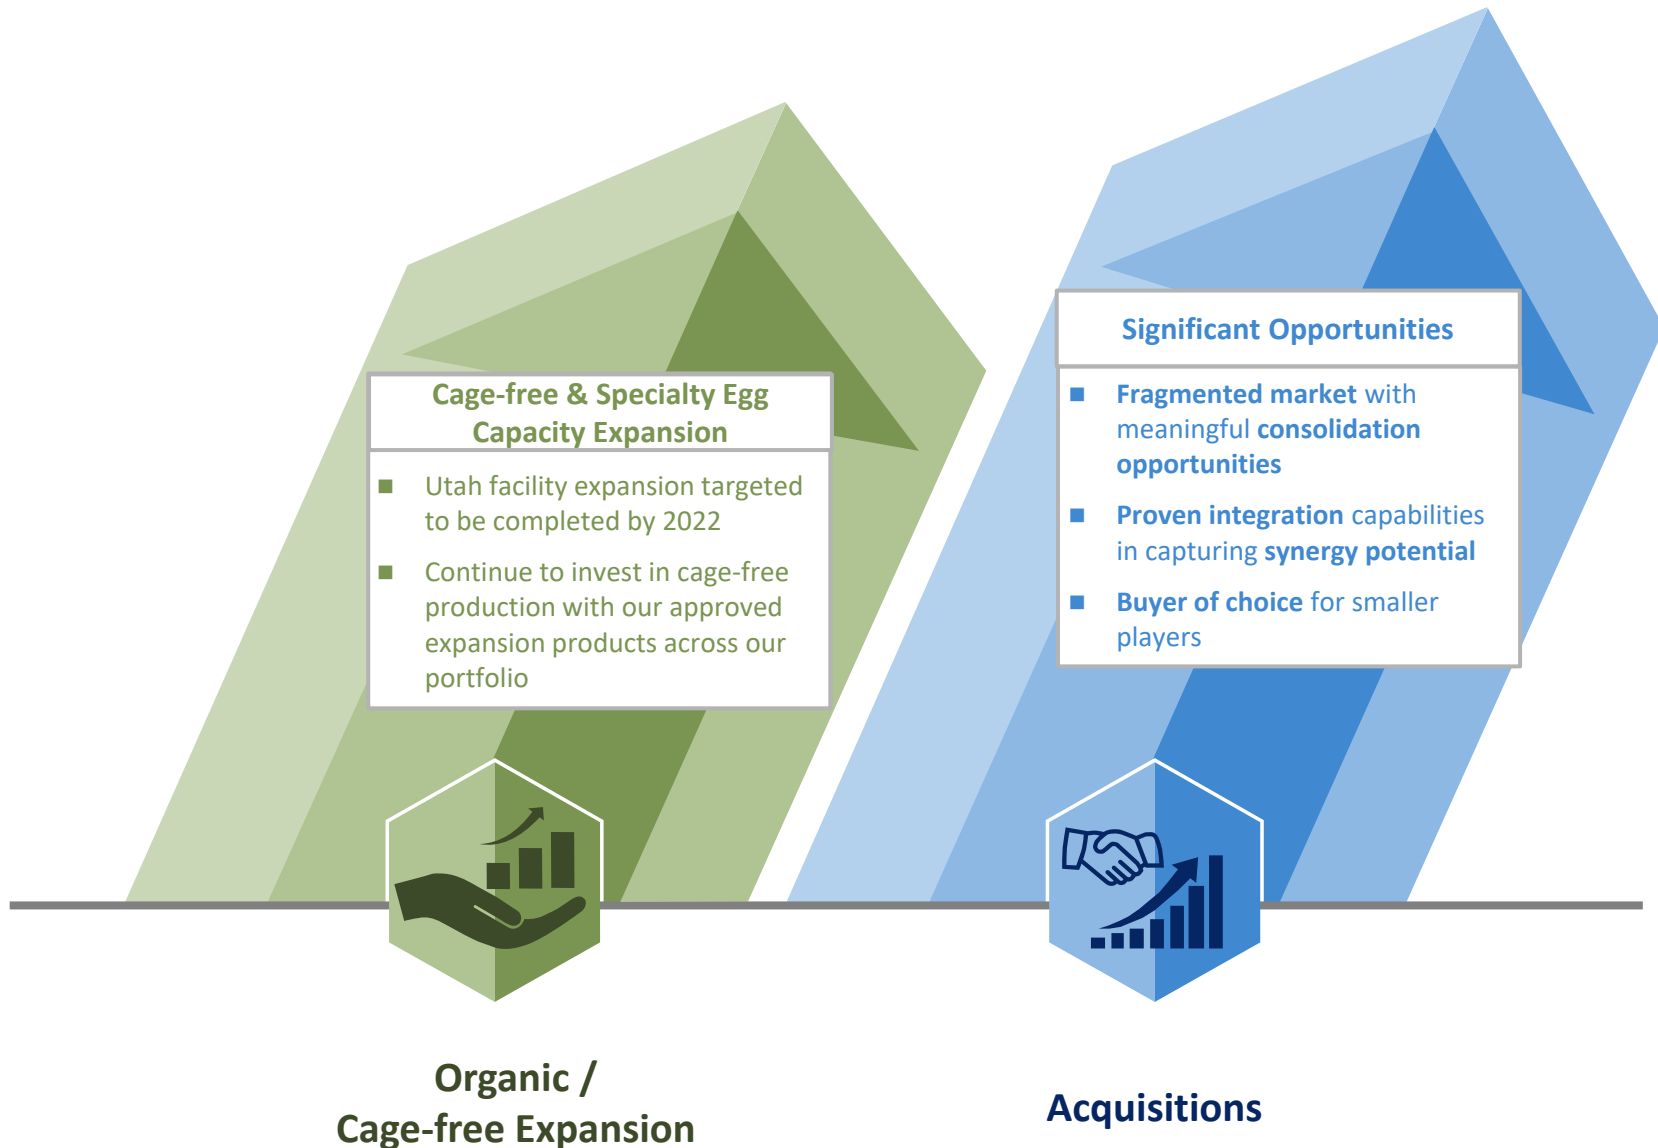 Cage-free & Specialty Egg
Capacity Expansion
■ Utah facility expansion targeted
to be completed by 2022
■ Continue to invest in cage-free
production with our approved
expansion products across our
portfolio
Significant Opportunities
■ Fragmented market with
meaningful consolidation
opportunities
■ Proven integration capabilities
in capturing synergy potential
■ Buyer of choice for smaller
players
Organic /
Cage-free Expansion
Acquisitions